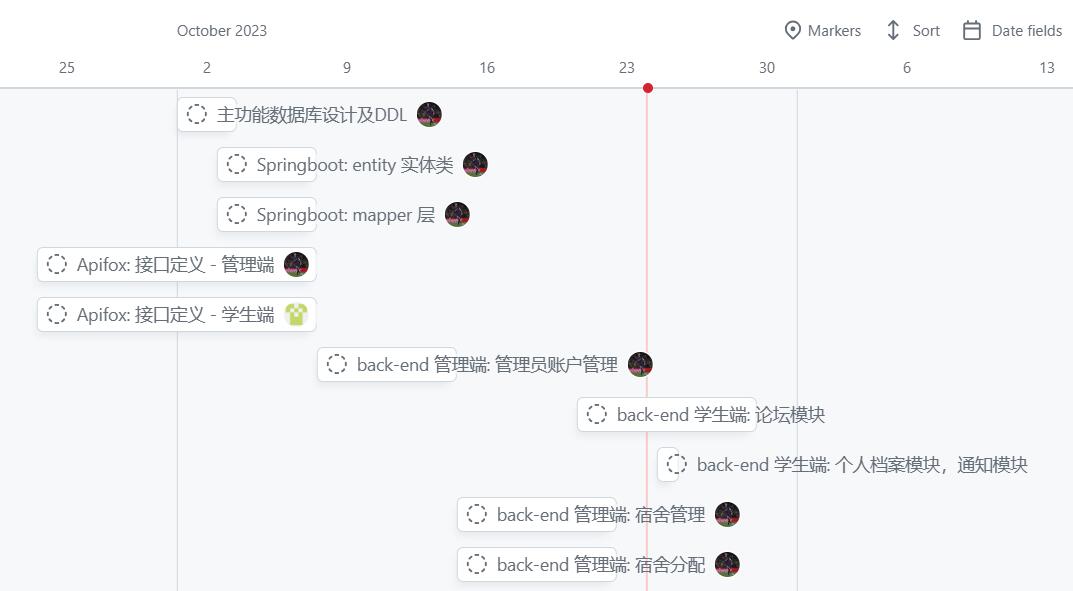 October 2023 Markers Sort Date fields
25 2 9 16 23 30 6 13
主功能数据库设计及DDL
Springboot: entity 实体类
Springboot: mapper 层
Apifox: 接口定义 - 管理端
Apifox: 接口定义 - 学生端
back-end 管理端: 管理员账户管理
back-end 学生端: 论坛模块
back-end 学生端: 个人档案模块，通知模块
back-end 管理端: 宿舍管理
back-end 管理端: 宿舍分配